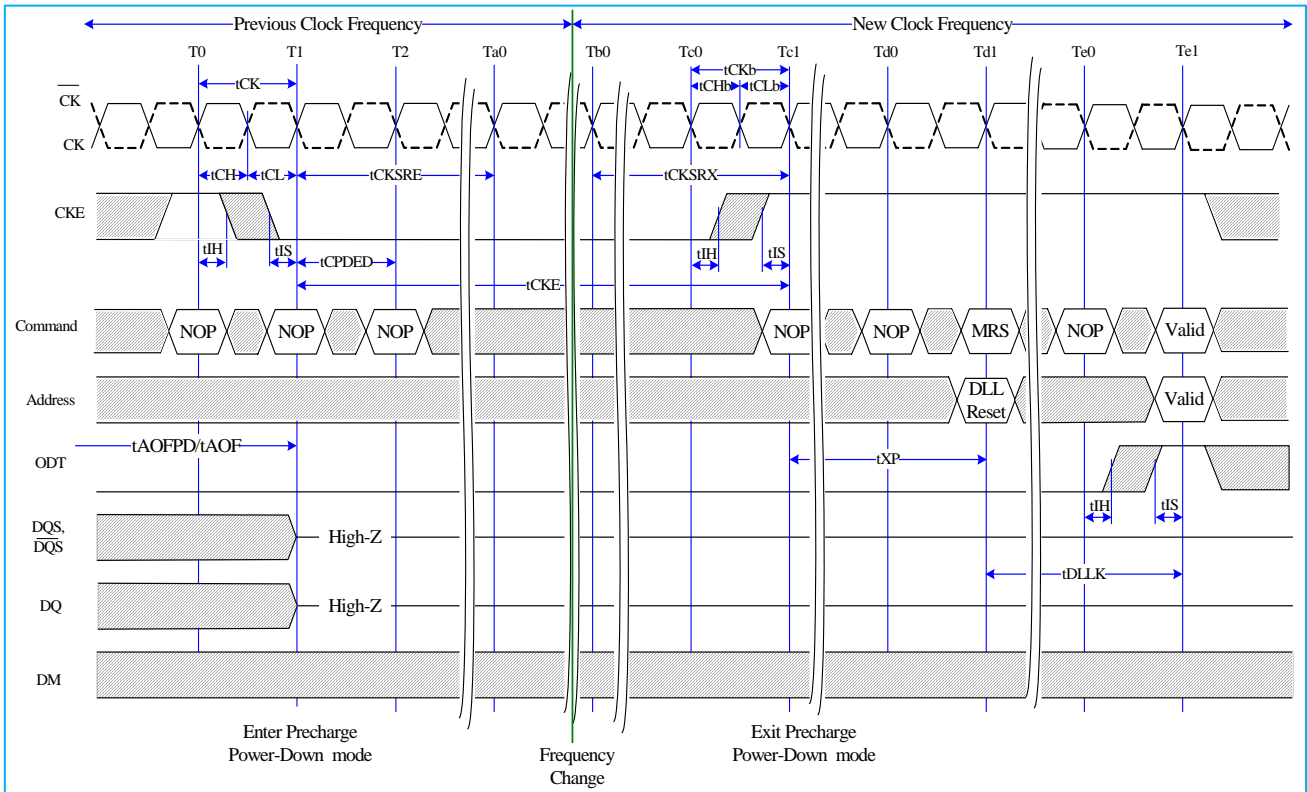 Previous Clock Frequency New Clock Frequency
T0 T1 T2 Ta0 Tb0 Tc0 Tc1 Td0 Td1 Te0 Te1
tCK tCKb
tCHb tCLb
CK
CK
tCH tCL tCKSRE tCKSRX
CKE
tIH tIS tCPDED tIH tIS
tCKE
Command NOP NOP NOP NOP NOP MRS NOP Valid
Address DLL Reset Valid
tAOFPD/tAOF
ODT tXP
tIH tIS
DQS,
DQS
High-Z
tDLLK
DQ High-Z
DM
Enter Precharge
Power-Down mode
Frequency
Change
Exit Precharge
Power-Down mode